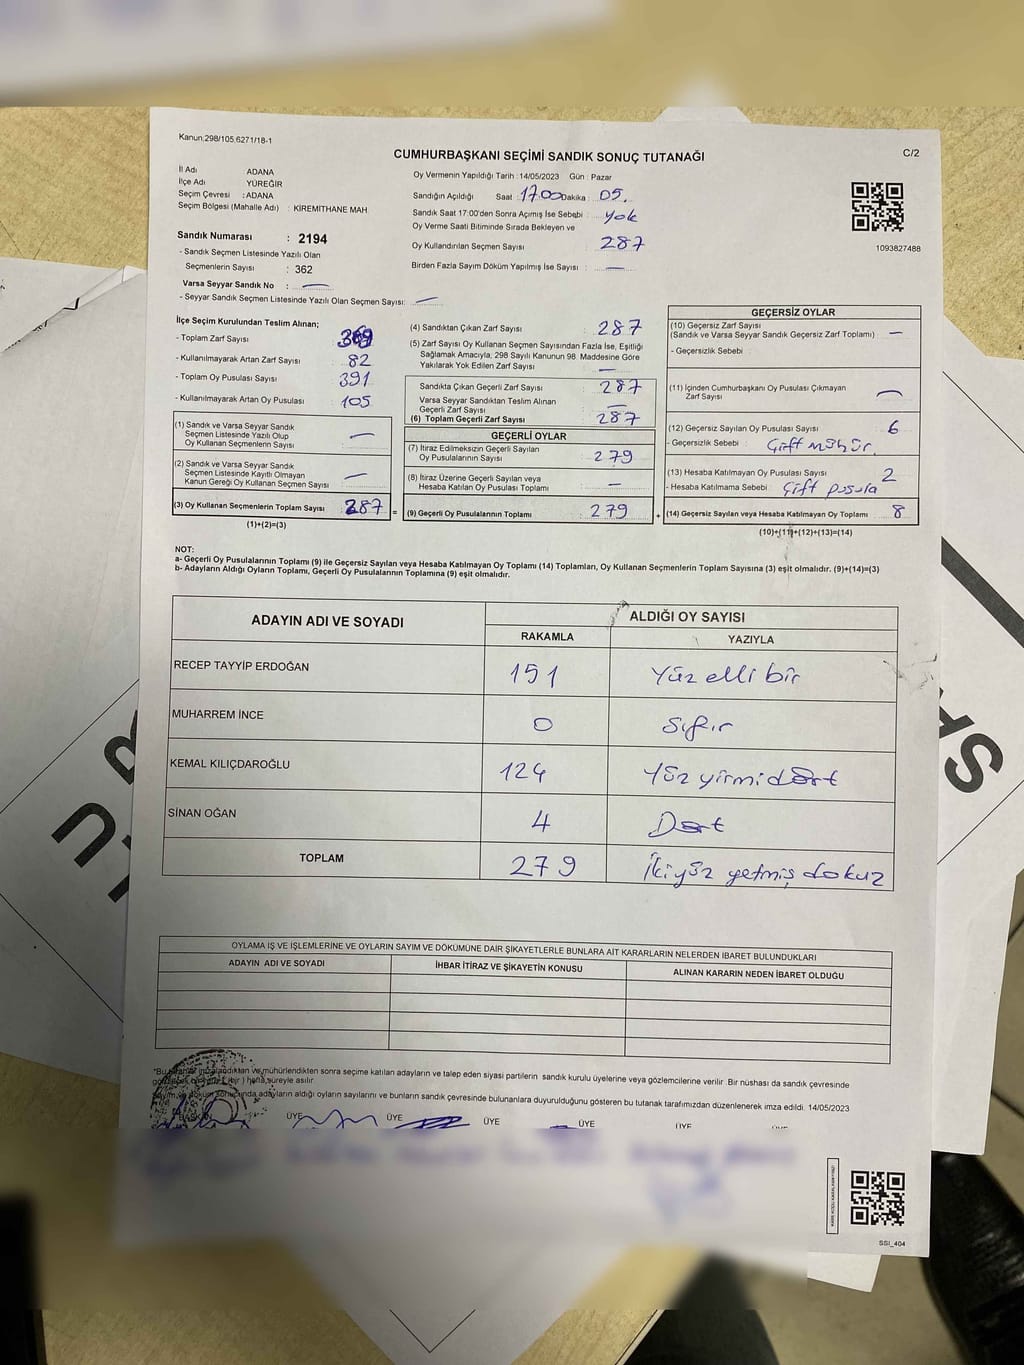 Kanun:298/105,6271/18-1
CUMHURBAŞKANI SEÇİMİ SANDIK SONUÇ TUTANAĞI
C/2
İl Adı ADANA
İlçe Adı YÜREĞİR
Seçim Çevresi : ADANA
Seçim Bölgesi (Mahalle Adı) : KİREMİTHANE MAH
Oy Vermenin Yapıldığı Tarih : 14/05/2023 Gün : Pazar
Sandığın Açıldığı Saat : 17:00 Dakika : 05.
Sandık Saat 17:00'den Sonra Açımış İse Sebebi : yok
Oy Verme Saati Bitiminde Sırada Bekleyen ve
Oy Kullandırılan Seçmen Sayısı : 287
Birden Fazla Sayım Döküm Yapılmış İse Sayısı : —
1093827488
Sandık Numarası : 2194
- Sandık Seçmen Listesinde Yazılı Olan
Seçmenlerin Sayısı : 362
Varsa Seyyar Sandık No : —
- Seyyar Sandık Seçmen Listesinde Yazılı Olan Seçmen Sayısı: —
İlçe Seçim Kurulundan Teslim Alınan;
- Toplam Zarf Sayısı : 369
- Kullanılmayarak Artan Zarf Sayısı : 82
- Toplam Oy Pusulası Sayısı : 391
- Kullanılmayarak Artan Oy Pusulası : 105
(1) Sandık ve Varsa Seyyar Sandık
Seçmen Listesinde Yazılı Olup
Oy Kullanan Seçmenlerin Sayısı : —
(2) Sandık ve Varsa Seyyar Sandık
Seçmen Listesinde Kayıtlı Olmayan
Kanun Gereği Oy Kullanan Seçmen Sayısı : —
(3) Oy Kullanan Seçmenlerin Toplam Sayısı : 287 =
(1)+(2)=(3)
(4) Sandıktan Çıkan Zarf Sayısı : 287
(5) Zarf Sayısı Oy Kullanan Seçmen Sayısından Fazla İse, Eşitliği
Sağlamak Amacıyla, 298 Sayılı Kanunun 98. Maddesine Göre
Yakılarak Yok Edilen Zarf Sayısı : —
Sandıkta Çıkan Geçerli Zarf Sayısı : 287
Varsa Seyyar Sandıktan Teslim Alınan
Geçerli Zarf Sayısı : —
(6) Toplam Geçerli Zarf Sayısı : 287
GEÇERLİ OYLAR
(7) İtiraz Edilmeksizin Geçerli Sayılan
Oy Pusulalarının Sayısı : 279
(8) İtiraz Üzerine Geçerli Sayılan veya
Hesaba Katılan Oy Pusulası Toplamı : —
(9) Geçerli Oy Pusulalarının Toplamı : 279 +
GEÇERSİZ OYLAR
(10) Geçersiz Zarf Sayısı
(Sandık ve Varsa Seyyar Sandık Geçersiz Zarf Toplamı) : —
- Geçersizlik Sebebi :
(11) İçinden Cumhurbaşkanı Oy Pusulası Çıkmayan
Zarf Sayısı : —
(12) Geçersiz Sayılan Oy Pusulası Sayısı : 6
- Geçersizlik Sebebi : Çift mühür.
(13) Hesaba Katılmayan Oy Pusulası Sayısı : 2
- Hesaba Katılmama Sebebi : Çift pusula
(14) Geçersiz Sayılan veya Hesaba Katılmayan Oy Toplamı : 8
(10)+(11)+(12)+(13)=(14)
NOT:
a- Geçerli Oy Pusulalarının Toplamı (9) ile Geçersiz Sayılan veya Hesaba Katılmayan Oy Toplamı (14) Toplamları, Oy Kullanan Seçmenlerin Toplam Sayısına (3) eşit olmalıdır. (9)+(14)=(3)
b- Adayların Aldığı Oyların Toplamı, Geçerli Oy Pusulalarının Toplamına (9) eşit olmalıdır.
ADAYIN ADI VE SOYADI ALDIĞI OY SAYISI
RAKAMLA YAZIYLA
RECEP TAYYİP ERDOĞAN 151 Yüz elli bir
MUHARREM İNCE 0 Sıfır
KEMAL KILIÇDAROĞLU 124 Yüz yirmi dört
SİNAN OĞAN 4 Dört
TOPLAM 279 İkiyüz yetmiş dokuz
OYLAMA İŞ VE İŞLEMLERİNE VE OYLARIN SAYIM VE DÖKÜMÜNE DAİR ŞİKAYETLERLE BUNLARA AİT KARARLARIN NELERDEN İBARET BULUNDUKLARI
ADAYIN ADI VE SOYADI İHBAR İTİRAZ VE ŞİKAYETİN KONUSU ALINAN KARARIN NEDEN İBARET OLDUĞU
mühürlendikten sonra seçime katılan adayların ve talep eden siyasi partilerin sandık kurulu üyelerine veya gözlemcilerine verilir. Bir nüshası da sandık çevresinde
hafta süreyle asılır.
adayların aldığı oyların sayılarını ve bunların sandık çevresinde bulunanlara duyurulduğunu gösteren bu tutanak tarafımızdan düzenlenerek imza edildi. 14/05/2023
BAŞKAN ÜYE ÜYE ÜYE ÜYE ÜYE
SSI_404